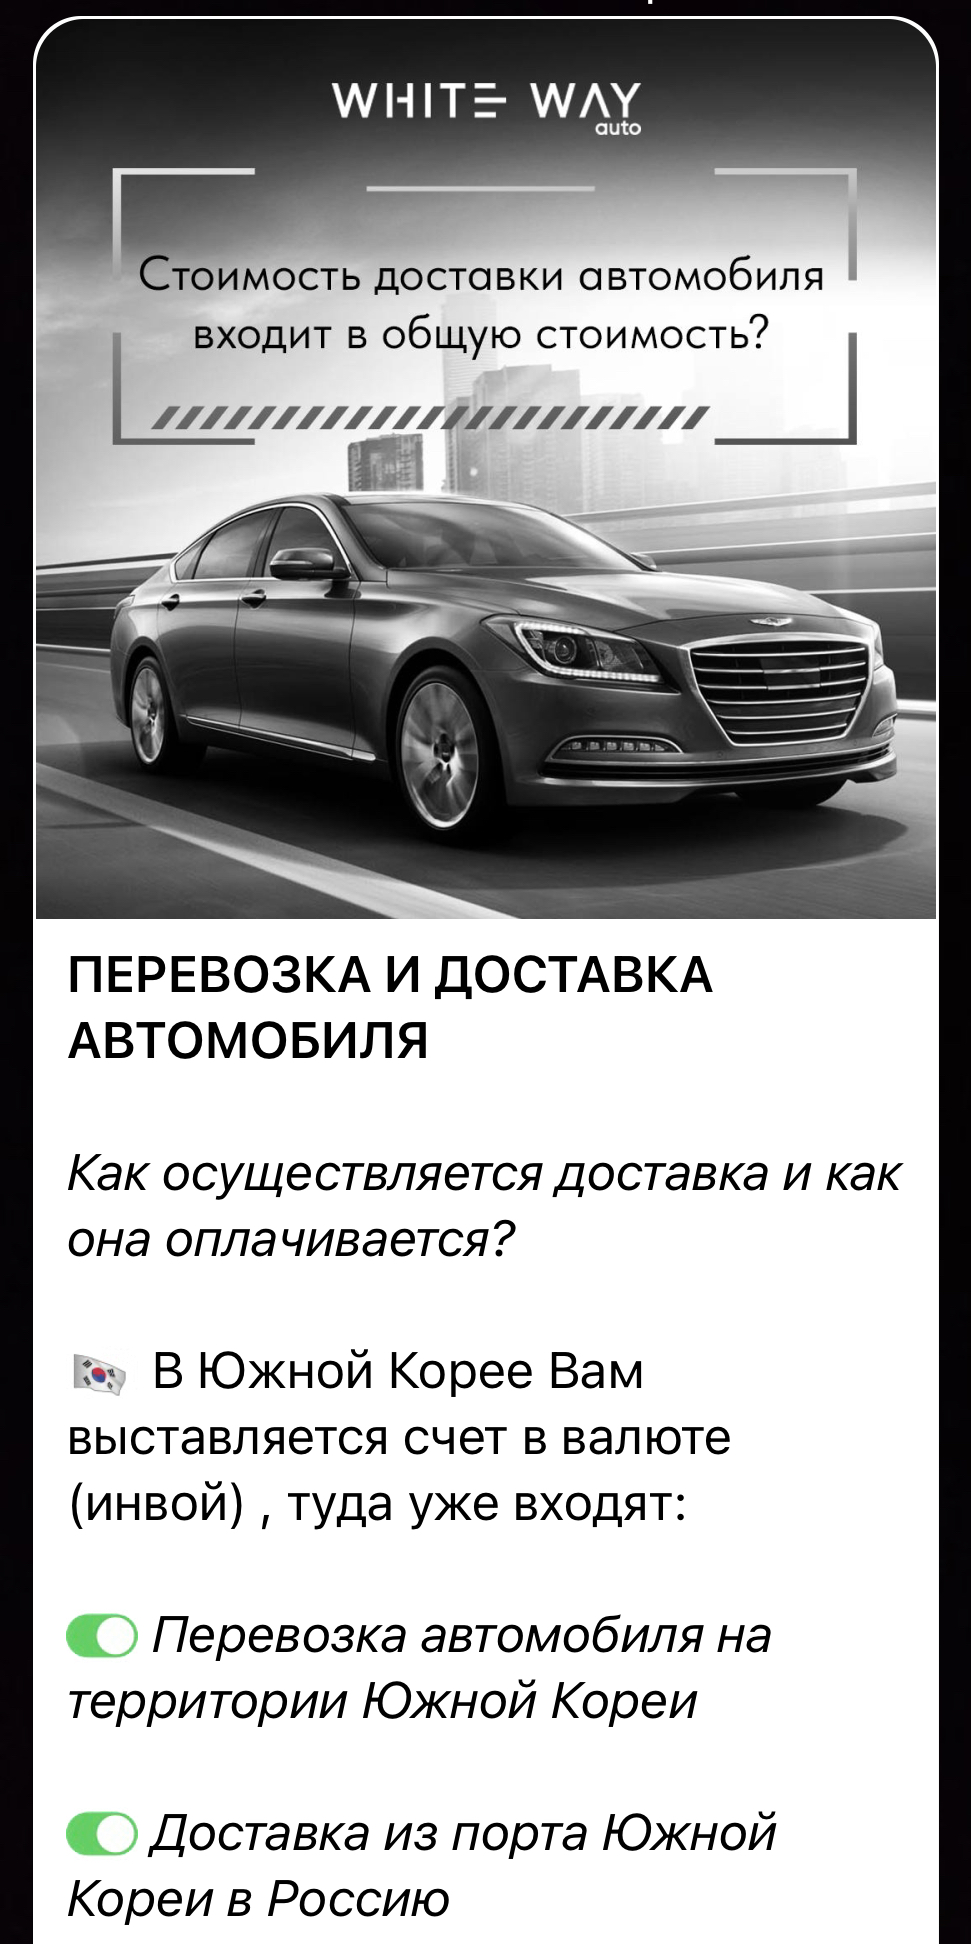 WHITE WAY
auto
Стоимость доставки автомобиля
входит в общую стоимость?
ПЕРЕВОЗКА И ДОСТАВКА
АВТОМОБИЛЯ
Как осуществляется доставка и как
она оплачивается?
🇰🇷 В Южной Корее Вам
выставляется счет в валюте
(инвой) , туда уже входят:
Перевозка автомобиля на
территории Южной Кореи
Доставка из порта Южной
Кореи в Россию